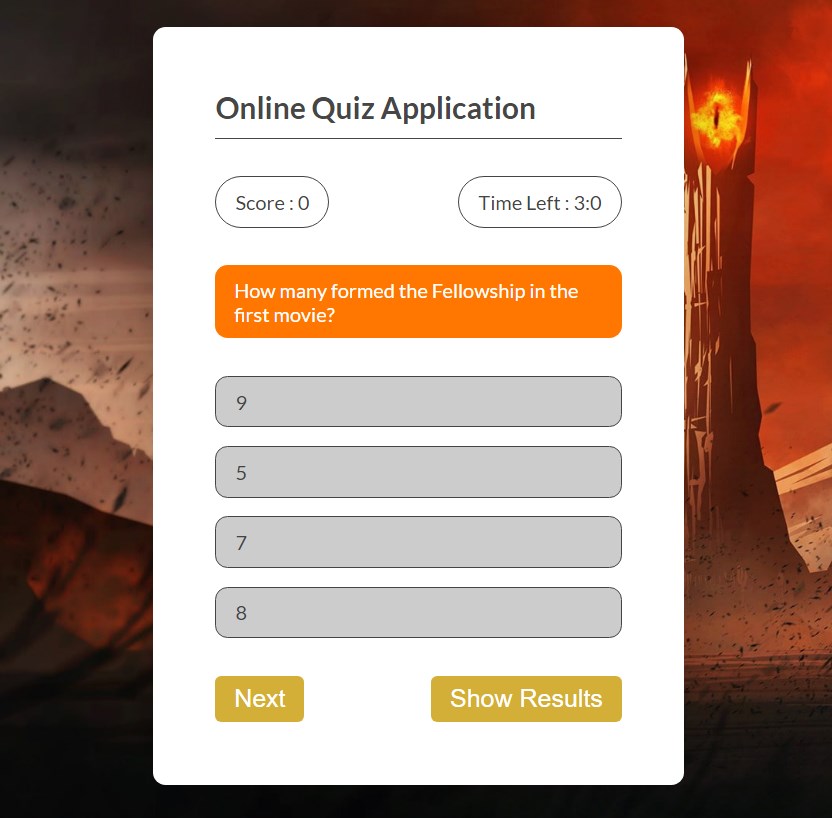 Online Quiz Application
Score : 0
Time Left : 3:0
How many formed the Fellowship in the
first movie?
9
5
7
8
Next
Show Results